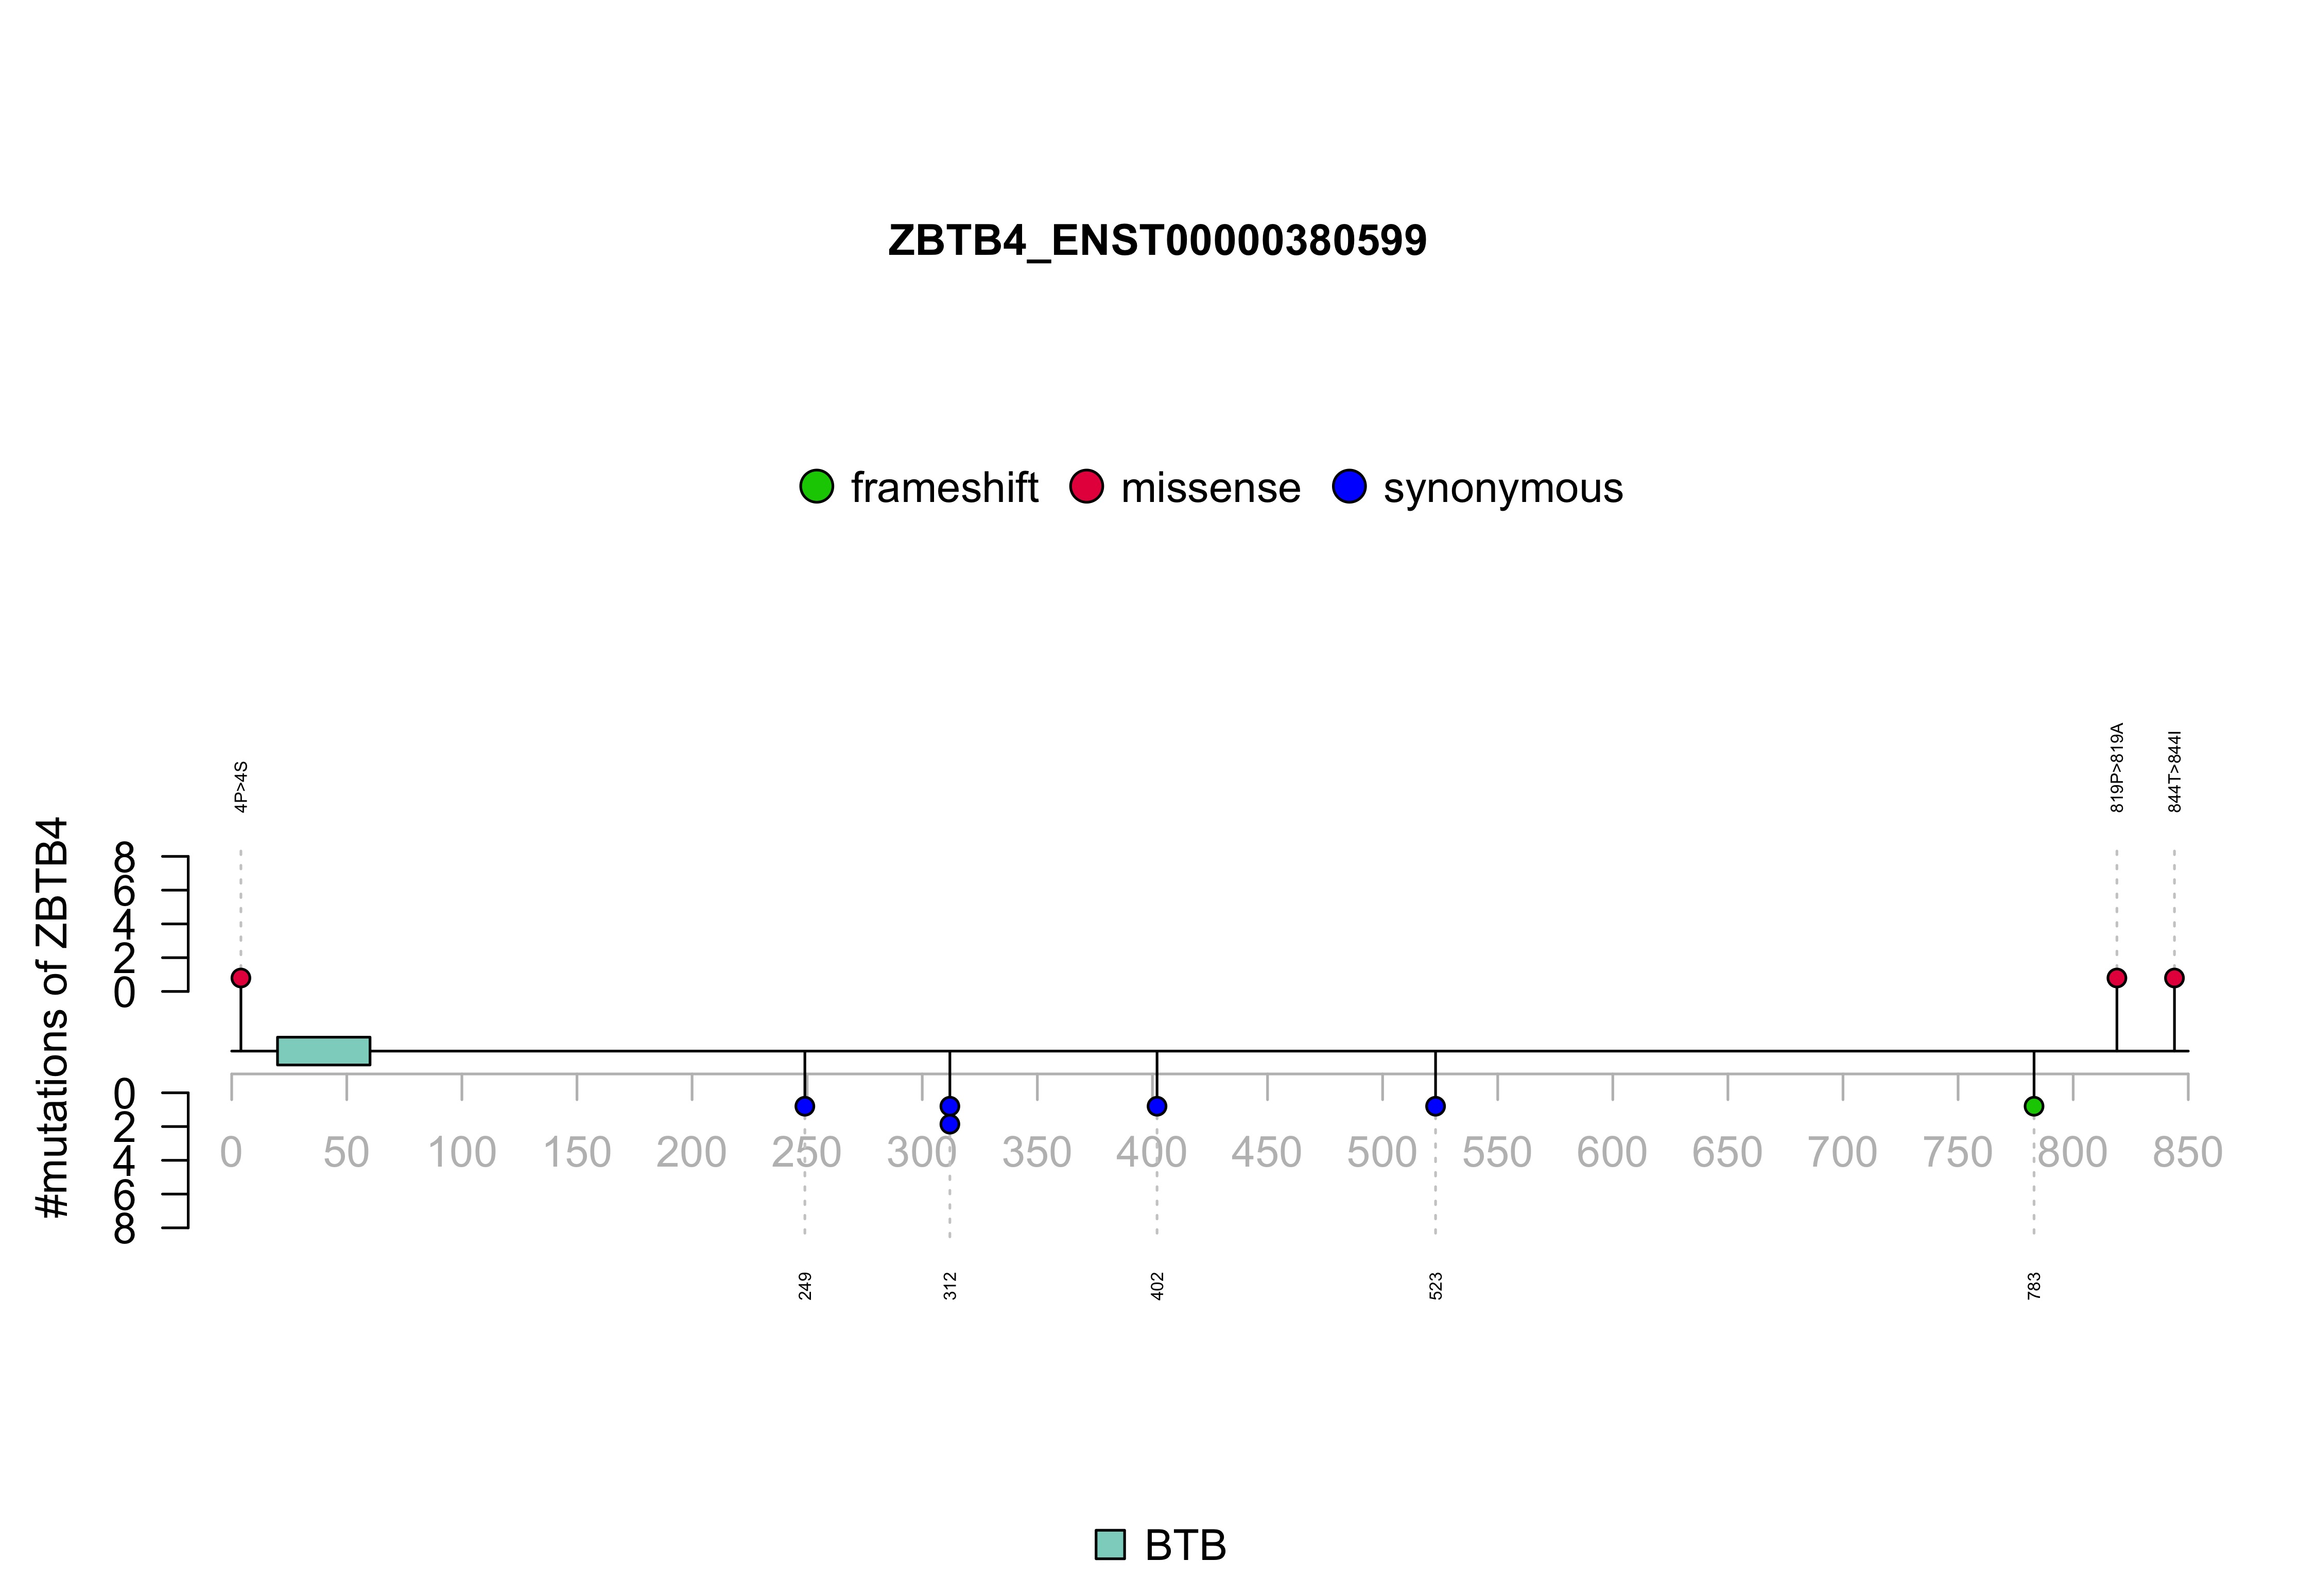 ZBTB4_ENST00000380599
frameshift missense synonymous
4P>4S
819P>819A
844T>844I
#mutations of ZBTB4
8
6
4
2
0
0
2
4
6
8
0 50 100 150 200 250 300 350 400 450 500 550 600 650 700 750 800 850
249
312
402
523
783
BTB